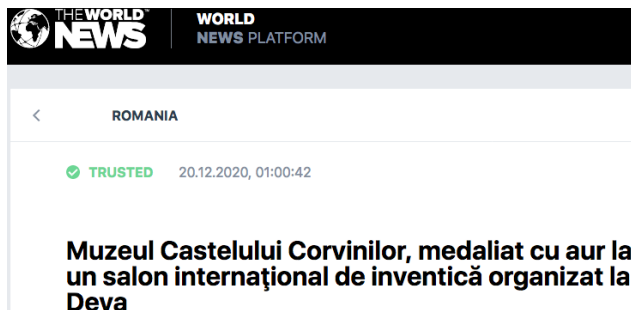 THE WORLD™ WORLD
NEWS NEWS PLATFORM
ROMANIA
TRUSTED 20.12.2020, 01:00:42
Muzeul Castelului Corvinilor, medaliat cu aur la
un salon internaţional de inventică organizat la
Deva